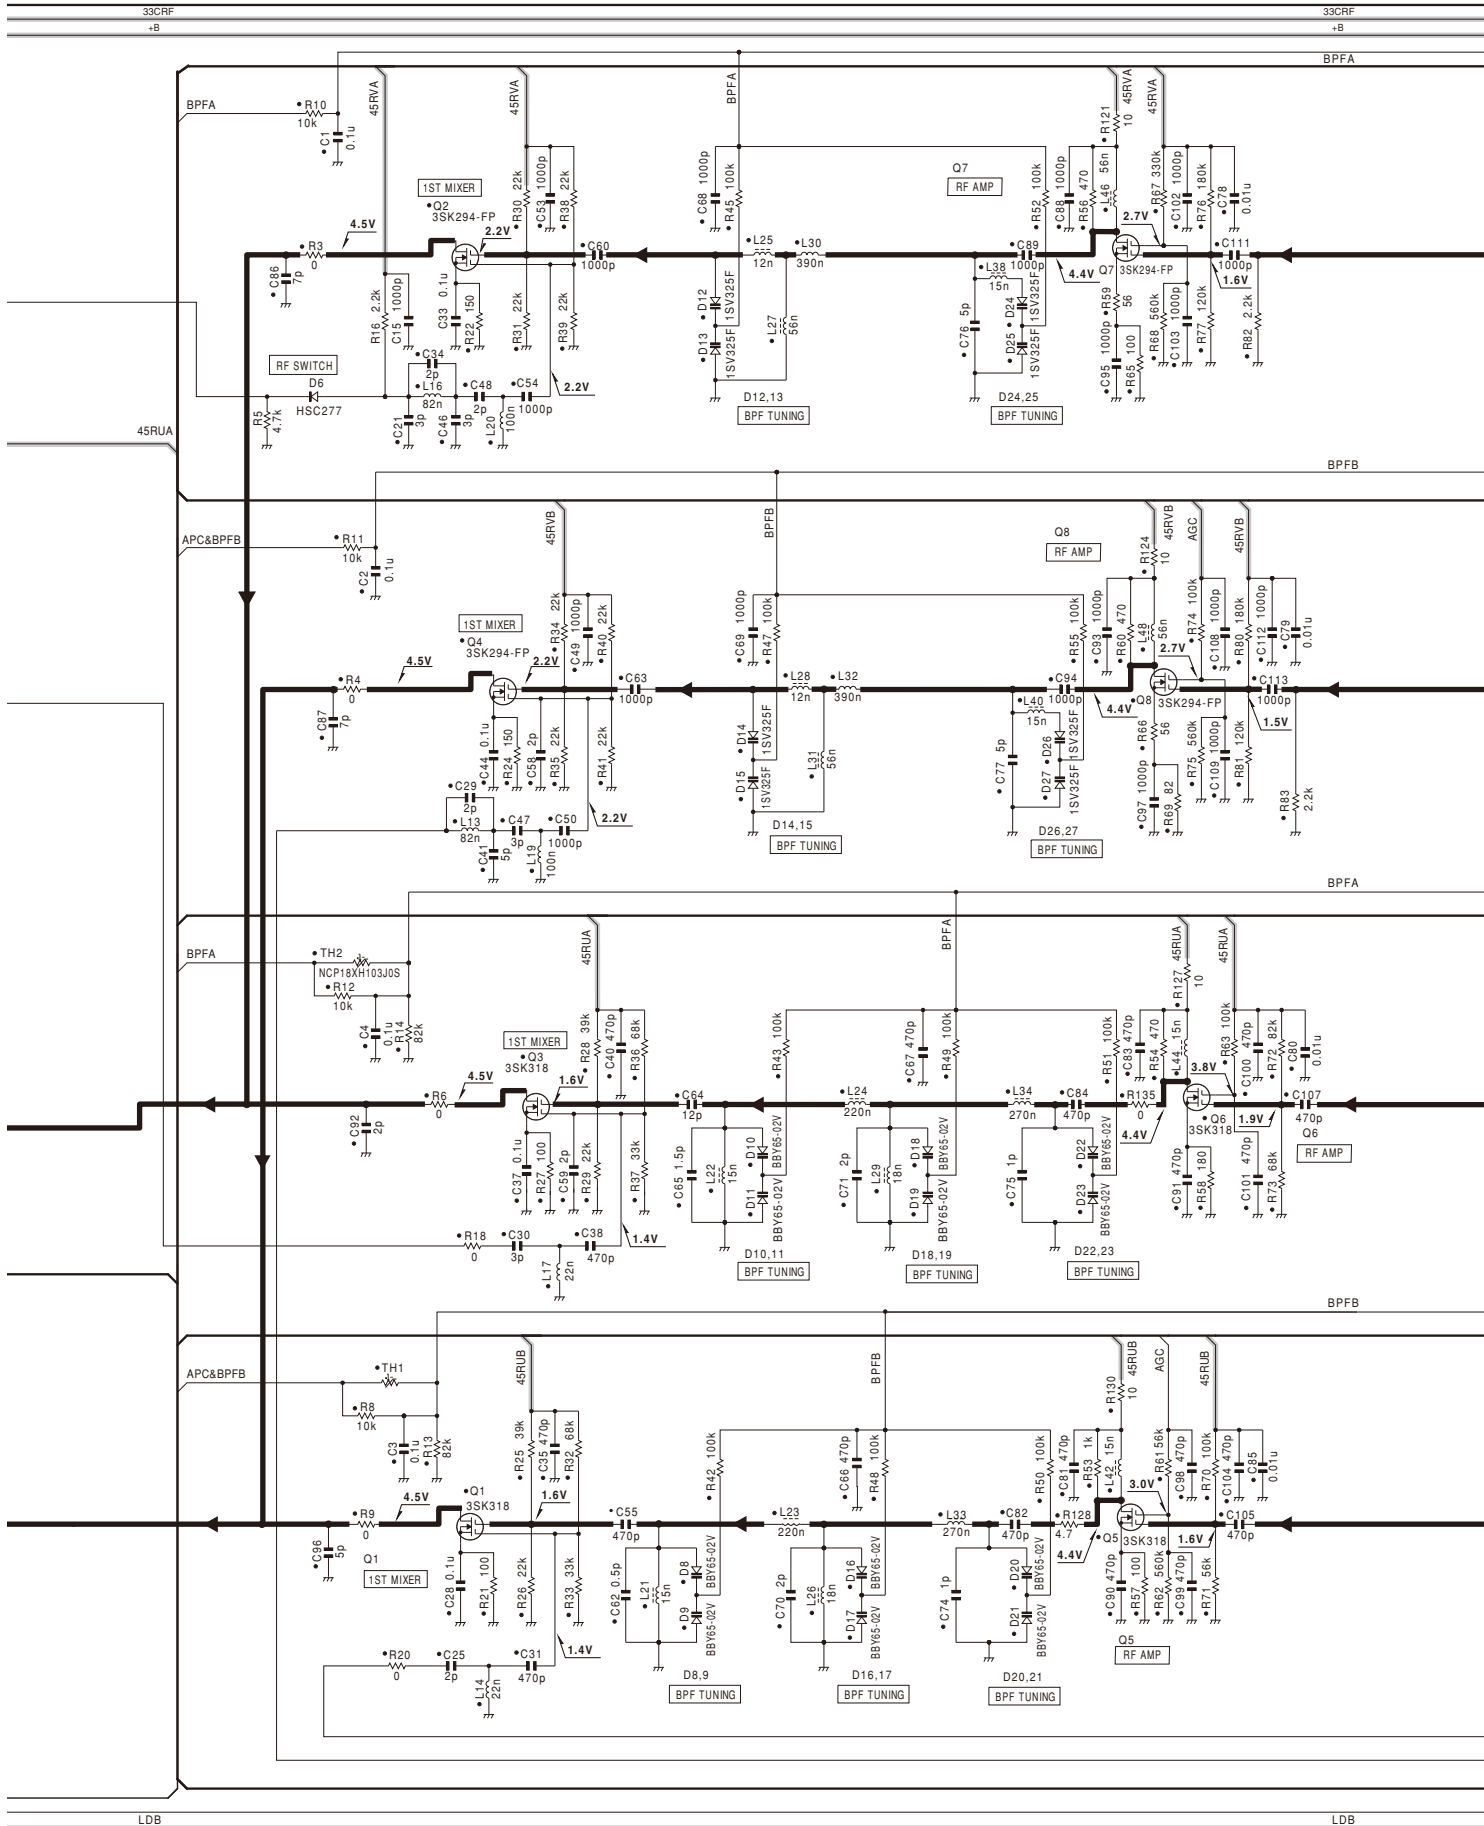 33CRF
33CRF
+B
+B
BPFA
BPFA
R10
10k
C1
0.1u
45RVA
45RVA
1ST MIXER
Q2
3SK294-FP
R30 22k
C53 1000p
R38 22k
BPFA
C68 1000p
R45 100k
Q7
RF AMP
R52 100k
C88 1000p
R56 470
L46 56n
R121
10
45RVA
45RVA
R67 330k
C102 1000p
R76 180k
C78
0.01u
C86
7p
R3
0
4.5V
2.2V
C60
1000p
L25
12n
L30
390n
C89
1000p
2.7V
4.4V
Q7 3SK294-FP
C111
1000p
1.6V
R16 2.2k
C15 1000p
C33 0.1u
R22 150
R31 22k
R39 22k
D12
1SV325F
D13
1SV325F
L27
56n
L38
15n
C76 5p
D24
1SV325F
D25
1SV325F
R59
56
C95 1000p
R65 100
R68 560k
C103 1000p
R77 120k
R82 2.2k
RF SWITCH
D6
HSC277
R5
4.7k
C34
2p
L16
82n
C48
2p
C54
1000p
2.2V
C21
3p
C46
3p
L20
100n
D12,13
BPF TUNING
D24,25
BPF TUNING
45RUA
BPFB
APC&BPFB
R11
10k
C2
0.1u
45RVB
BPFB
Q8
RF AMP
R124
10
45RVB
AGC
45RVB
1ST MIXER
Q4
3SK294-FP
R34 22k
C49 1000p
R40 22k
C69 1000p
R47 100k
R55 100k
C93 1000p
R60 470
L48
56n
R74 100k
C108 1000p
R80 180k
C112 1000p
C79
0.01u
R4
0
4.5V
2.2V
C63
1000p
L28
12n
L32
390n
C94
1000p
2.7V
4.4V
Q8
3SK294-FP
C113
1000p
1.5V
C87
7p
C44 0.1u
R24 150
C58 2p
R35 22k
R41 22k
D14
1SV325F
D15
1SV325F
L31
56n
L40
15n
C77 5p
D26
1SV325F
D27
1SV325F
R66
56
C97 1000p
R69 82
R75 560k
C109 1000p
R81 120k
R83
2.2k
C29
2p
L13
82n
C47
3p
C50
1000p
2.2V
C41
5p
L19
100n
D14,15
BPF TUNING
D26,27
BPF TUNING
BPFA
BPFA
TH2
NCP18XH103J0S
R12
10k
C4
0.1u
R14
82k
45RUA
BPFA
45RUA
45RUA
R127
10
1ST MIXER
Q3
3SK318
R28 39k
C40 470p
R36 68k
R43 100k
C67 470p
R49 100k
R51 100k
C83 470p
R54 470
L44 15n
R63 100k
C100 470p
R72 82k
C80
0.01u
R6
0
4.5V
1.6V
C64
12p
L24
220n
L34
270n
C84
470p
R135
0
3.8V
4.4V
Q6
3SK318
1.9V
C107
470p
Q6
RF AMP
C92
2p
C37 0.1u
R27 100
C59 2p
R29 22k
R37 33k
C65 1.5p
L22
15n
D10
BBY65-02V
D11
BBY65-02V
C71 2p
L29
18n
D18
BBY65-02V
D19
BBY65-02V
C75 1p
D22
BBY65-02V
D23
BBY65-02V
C91 470p
R58 180
C101 470p
R73 68k
R18
0
C30
3p
C38
470p
1.4V
L17
22n
D10,11
BPF TUNING
D18,19
BPF TUNING
D22,23
BPF TUNING
BPFB
APC&BPFB
TH1
R8
10k
C3
0.1u
R13
82k
45RUB
BPFB
R130
10
45RUB
AGC
45RUB
R25 39k
C35 470p
R32 68k
R42 100k
C66 470p
R48 100k
R50 100k
C81 470p
R53 1k
L42 15n
R61 56k
C98 470p
R70 100k
C104 470p
C85
0.01u
R9
0
4.5V
Q1
3SK318
1.6V
C55
470p
L23
220n
L33
270n
C82
470p
R128
4.7
3.0V
4.4V
Q5
3SK318
1.6V
C105
470p
C96
5p
Q1
1ST MIXER
C28 0.1u
R21 100
R26 22k
R33 33k
C62 0.5p
L21
15n
D8
BBY65-02V
D9
BBY65-02V
C70 2p
L26
18n
D16
BBY65-02V
D17
BBY65-02V
C74 1p
D20
BBY65-02V
D21
BBY65-02V
C90 470p
R57 100
R62 560k
C99 470p
R71 56k
R20
0
C25
2p
C31
470p
1.4V
L14
22n
D8,9
BPF TUNING
D16,17
BPF TUNING
D20,21
BPF TUNING
Q5
RF AMP
LDB
LDB